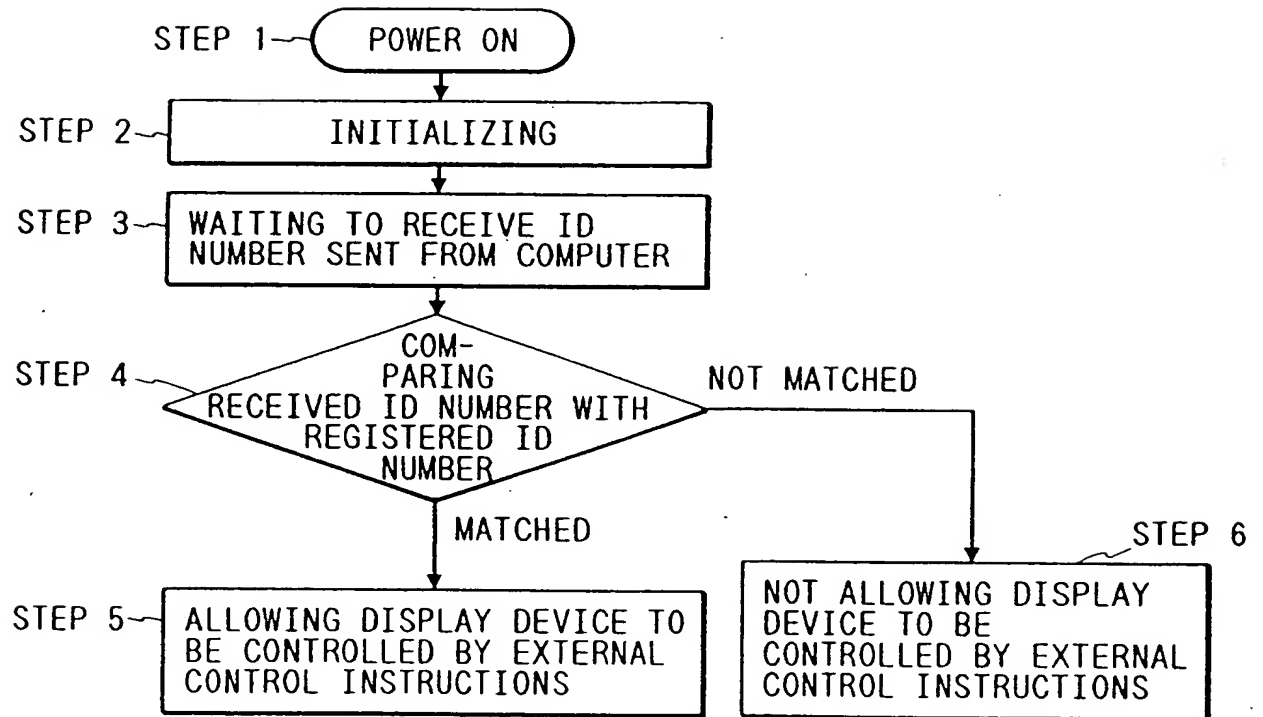 STEP 1
POWER ON
STEP 2
INITIALIZING
STEP 3
WAITING TO RECEIVE ID
NUMBER SENT FROM COMPUTER
STEP 4
COM-
PARING
RECEIVED ID NUMBER WITH
REGISTERED ID
NUMBER
NOT MATCHED
MATCHED
STEP 5
ALLOWING DISPLAY DEVICE TO
BE CONTROLLED BY EXTERNAL
CONTROL INSTRUCTIONS
STEP 6
NOT ALLOWING DISPLAY
DEVICE TO BE
CONTROLLED BY EXTERNAL
CONTROL INSTRUCTIONS